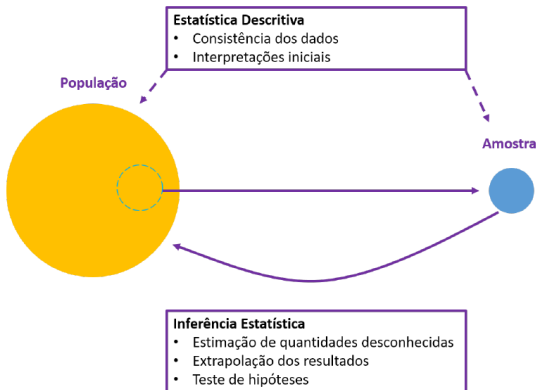 Estatística Descritiva
• Consistência dos dados
• Interpretações iniciais
População
Amostra
Inferência Estatística
• Estimação de quantidades desconhecidas
• Extrapolação dos resultados
• Teste de hipóteses